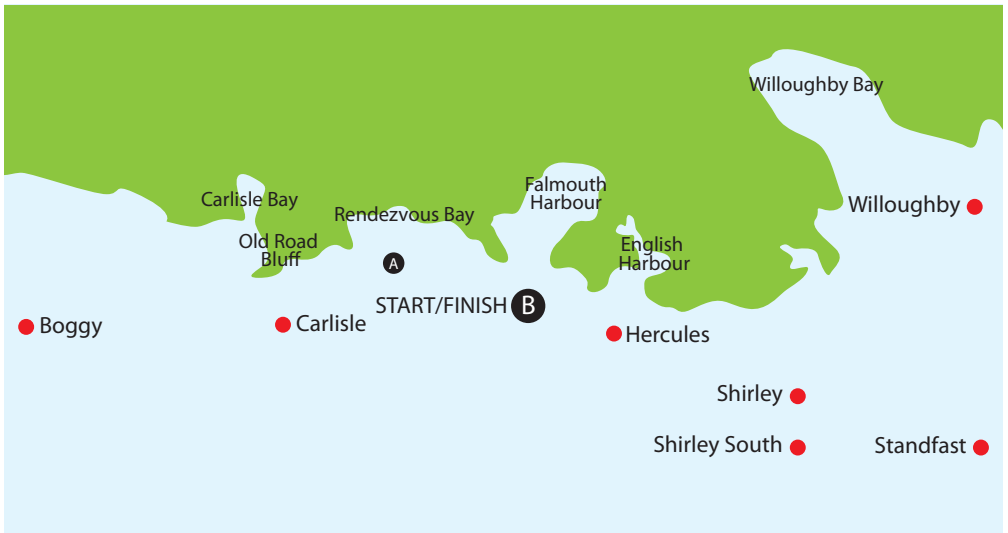 Willoughby Bay
Falmouth
Harbour
Carlisle Bay
Willoughby
Rendezvous Bay
Old Road
Bluff
English
Harbour
A
START/FINISH B
Boggy
Carlisle
Hercules
Shirley
Shirley South
Standfast